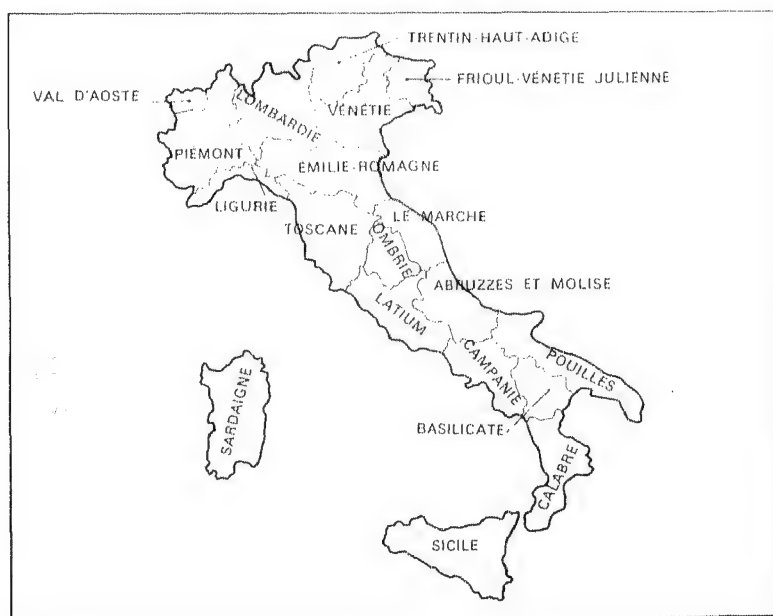 TRENTIN-HAUT-ADIGE
FRIOUL-VÉNÉTIE JULIENNE
VAL D'AOSTE
LOMBARDIE
VÉNÉTIE
PIÉMONT
ÉMILIE-ROMAGNE
LIGURIE
LE MARCHE
TOSCANE
OMBRIE
ABRUZZES ET MOLISE
LATIUM
CAMPANIE
POUILLES
SARDAIGNE
BASILICATE
CALABRE
SICILE